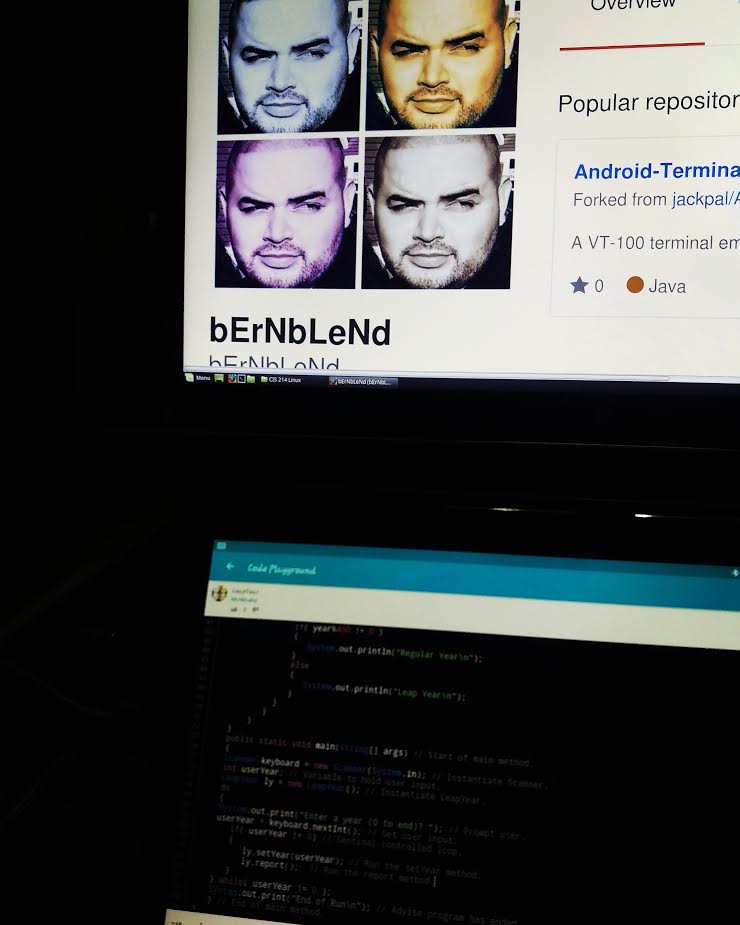 Overview
Popular repositor
Android-Termina
Forked from jackpal/A
A VT-100 terminal em
0 Java
bErNbLeNd
bErNbLeNd
Menu CIS 214 Linux bErNbLeNd (bErNbL...
Code Playground
LeapYear
bErNbLeNd
if( year%400 != 0 )
{
System.out.println("Regular Year\n");
}
else
{
System.out.println("Leap Year\n");
}
}
}
}
}
public static void main(String[] args) // Start of main method.
{
Scanner keyboard = new Scanner(System.in); // Instantiate Scanner.
int userYear; // Variable to hold user input.
LeapYear ly = new LeapYear(); // Instantiate LeapYear.
do
{
System.out.print("Enter a year (0 to end)? "); // Prompt user.
userYear = keyboard.nextInt(); // Get user input.
if( userYear != 0) // Sentinal controlled loop.
{
ly.setYear(userYear); // Run the setYear method.
ly.report(); // Run the report method.
}
} while( userYear != 0 );
System.out.print("End of Run\n"); // Advise program has ended.
} // End of main method.